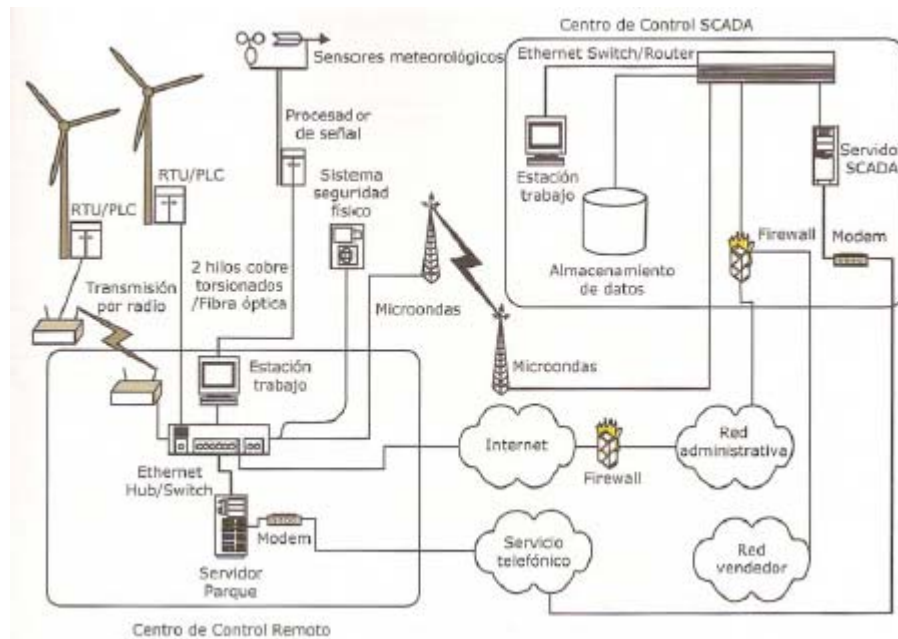 Centro de Control SCADA
Ethernet Switch/Router
Sensores meteorológicos
Procesador
de señal
RTU/PLC
RTU/PLC
Sistema
seguridad
físico
Estación
trabajo
Servido
SCADA
Firewall
Modem
Almacenamiento
de datos
2 hilos cobre
torsionados
/Fibra óptica
Transmisión
por radio
Microondas
Microondas
Estación
trabajo
Ethernet
Hub/Switch
Internet
Firewall
Red
administrativa
Modem
Servidor
Parque
Servicio
telefónico
Red
vendedor
Centro de Control Remoto